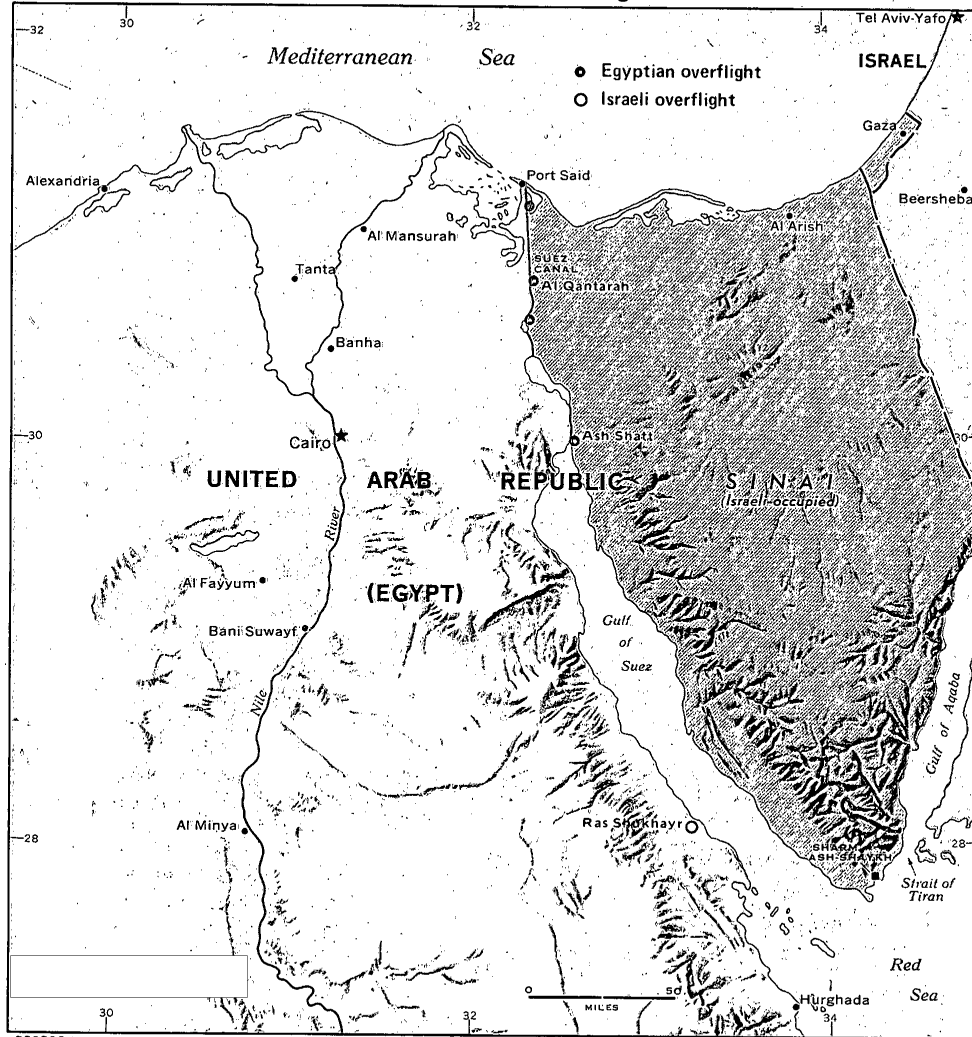 30
32
34
32
Tel Aviv-Yafo
Mediterranean Sea
ISRAEL
Egyptian overflight
Israeli overflight
Gaza
Alexandria
Port Said
Beersheba
Al Mansurah
Al Arish
SUEZ
CANAL
Tanta
Al Qantarah
Banha
30
Cairo
Ash Shatt
30
UNITED ARAB REPUBLIC
SINAI
(Israeli-occupied)
River
Al Fayyum
(EGYPT)
Bani Suwayf
Gulf
of
Suez
Nile
Gulf of Aqaba
Al Minya
Ras Shukhayr
28
28
SHARM
ASH-SHAYKH
Strait of
Tiran
Red
Sea
0
50
MILES
Hurghada
30
32
34